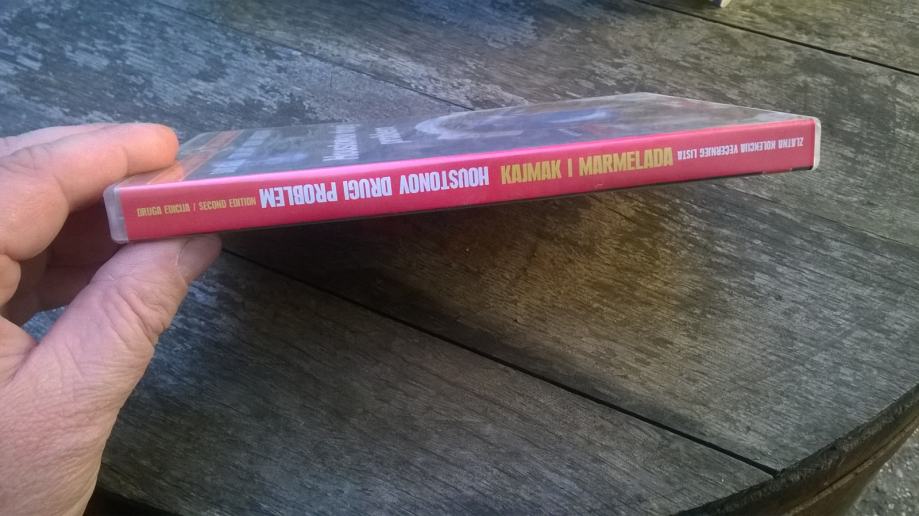 DRUGA EDICIJA / SECOND EDITION
HOUSTONOV DRUGI PROBLEM
KAJMAK I MARMELADA
ZLATNA KOLEKCIJA VEČERNJEG LISTA